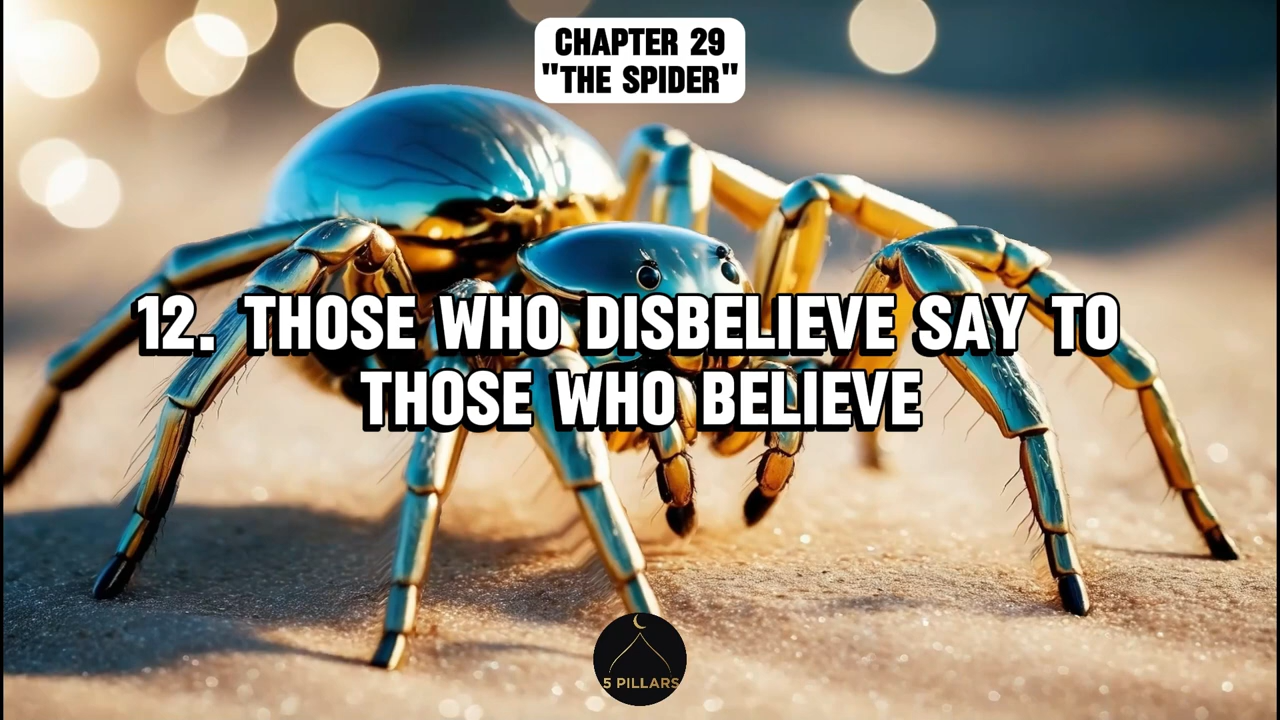 CHAPTER 29
"THE SPIDER"
12. THOSE WHO DISBELIEVE SAY TO
THOSE WHO BELIEVE
5 PILLARS